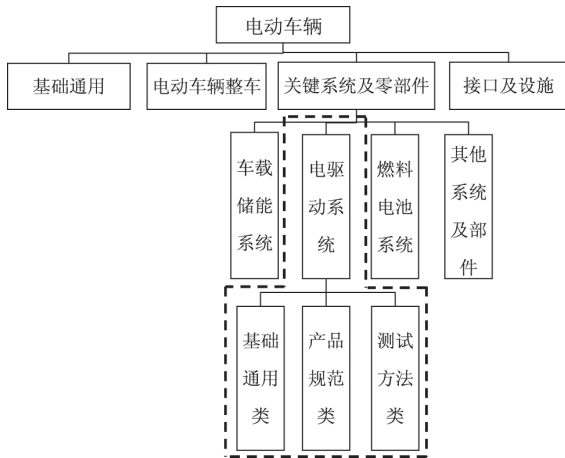 电动车辆
基础通用
电动车辆整车
关键系统及零部件
接口及设施
车载
储能
系统
电驱
动系
统
燃料
电池
系统
其他
系统
及部
件
基础
通用
类
产品
规范
类
测试
方法
类